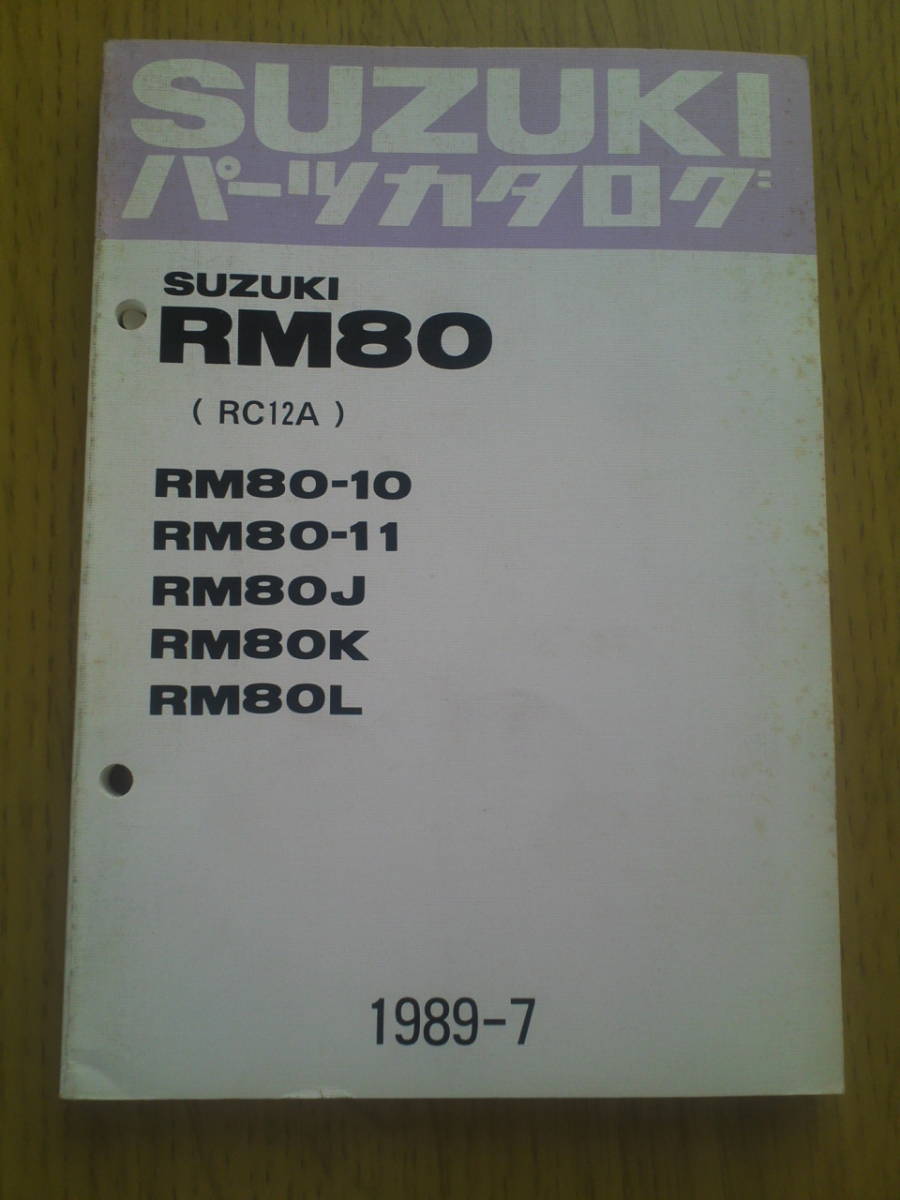 SUZUKI
パーツカタログ
SUZUKI
RM80
( RC12A )
RM80-10
RM80-11
RM80J
RM80K
RM80L
1989-7